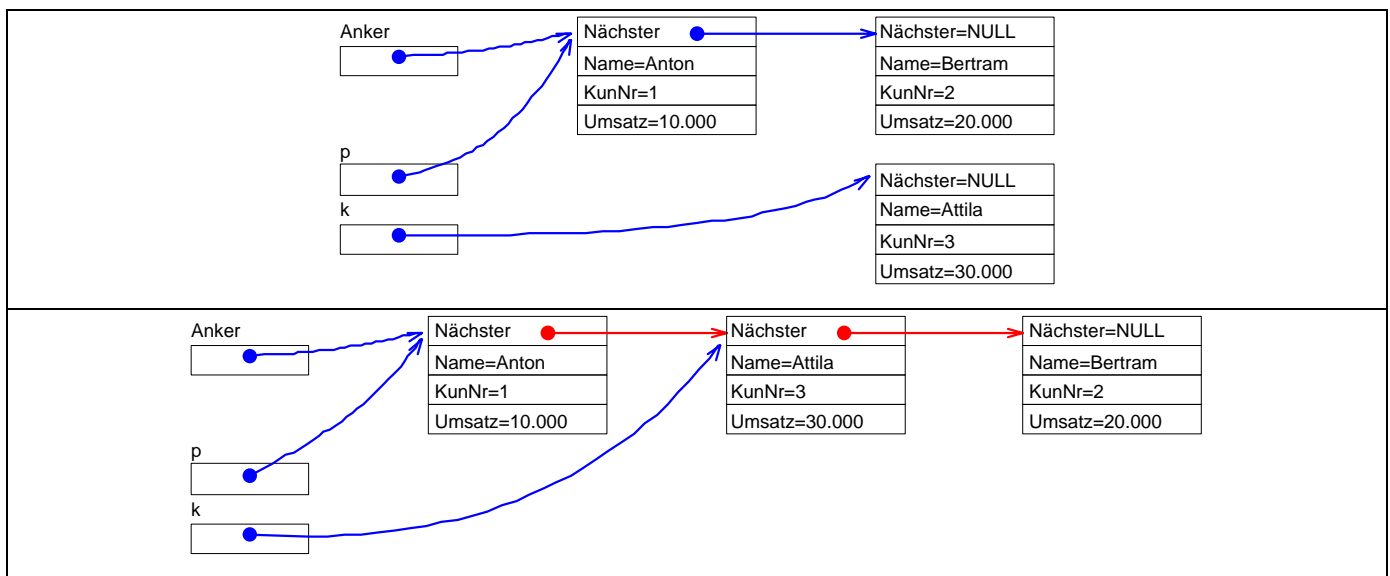 Anker
Nächster
Name=Anton
KunNr=1
Umsatz=10.000
Nächster=NULL
Name=Bertram
KunNr=2
Umsatz=20.000
p
k
Nächster=NULL
Name=Attila
KunNr=3
Umsatz=30.000
Anker
Nächster
Name=Anton
KunNr=1
Umsatz=10.000
Nächster
Name=Attila
KunNr=3
Umsatz=30.000
Nächster=NULL
Name=Bertram
KunNr=2
Umsatz=20.000
p
k